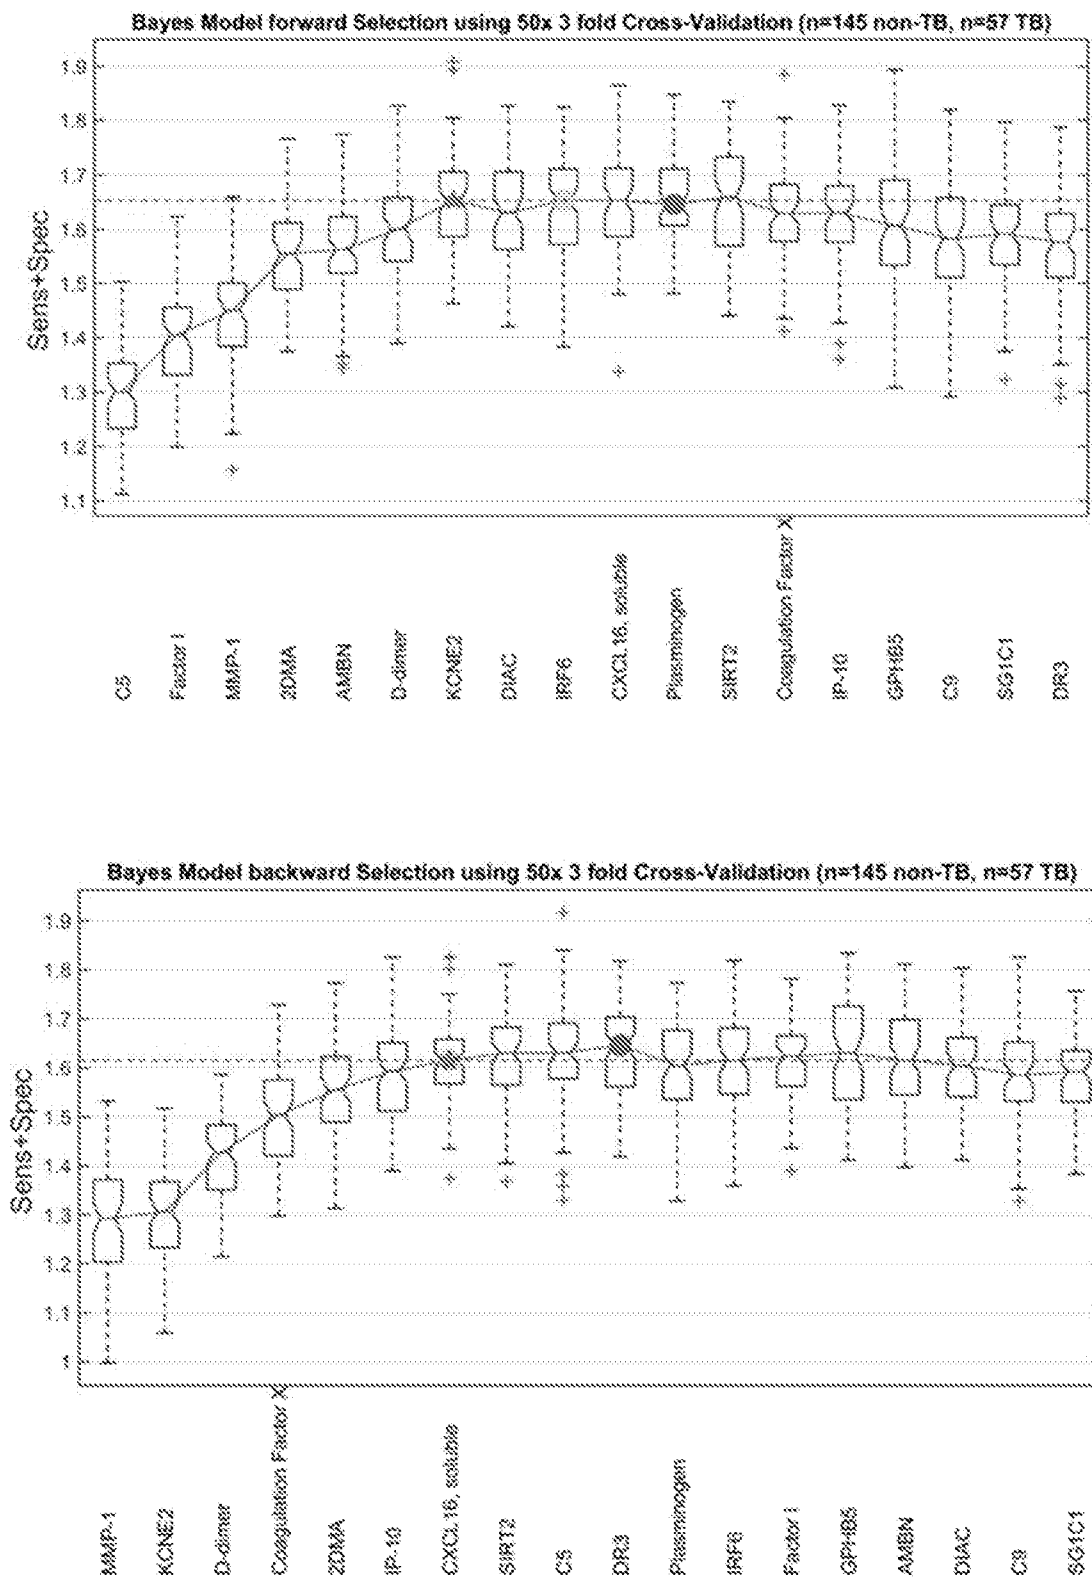 Bayes Model forward Selection using 50x 3 fold Cross-Validation (n=145 non-TB, n=57 TB)
Sens+Spec
1.9
1.8
1.7
1.6
1.5
1.4
1.3
1.2
1.1
C5
Factor I
MMP-1
2DMA
AMBN
D-dimer
KCNE2
DIAC
IRF6
CXCL16, soluble
Plasminogen
SIRT2
Coagulation Factor X
IP-10
GPHB5
C9
SG1C1
DR3
Bayes Model backward Selection using 50x 3 fold Cross-Validation (n=145 non-TB, n=57 TB)
Sens+Spec
1.9
1.8
1.7
1.6
1.5
1.4
1.3
1.2
1.1
1
MMP-1
KCNE2
D-dimer
Coagulation Factor X
2DMA
IP-10
CXCL16, soluble
SIRT2
C5
DR3
Plasminogen
IRF6
Factor I
GPHB5
AMBN
DIAC
C9
SG1C1